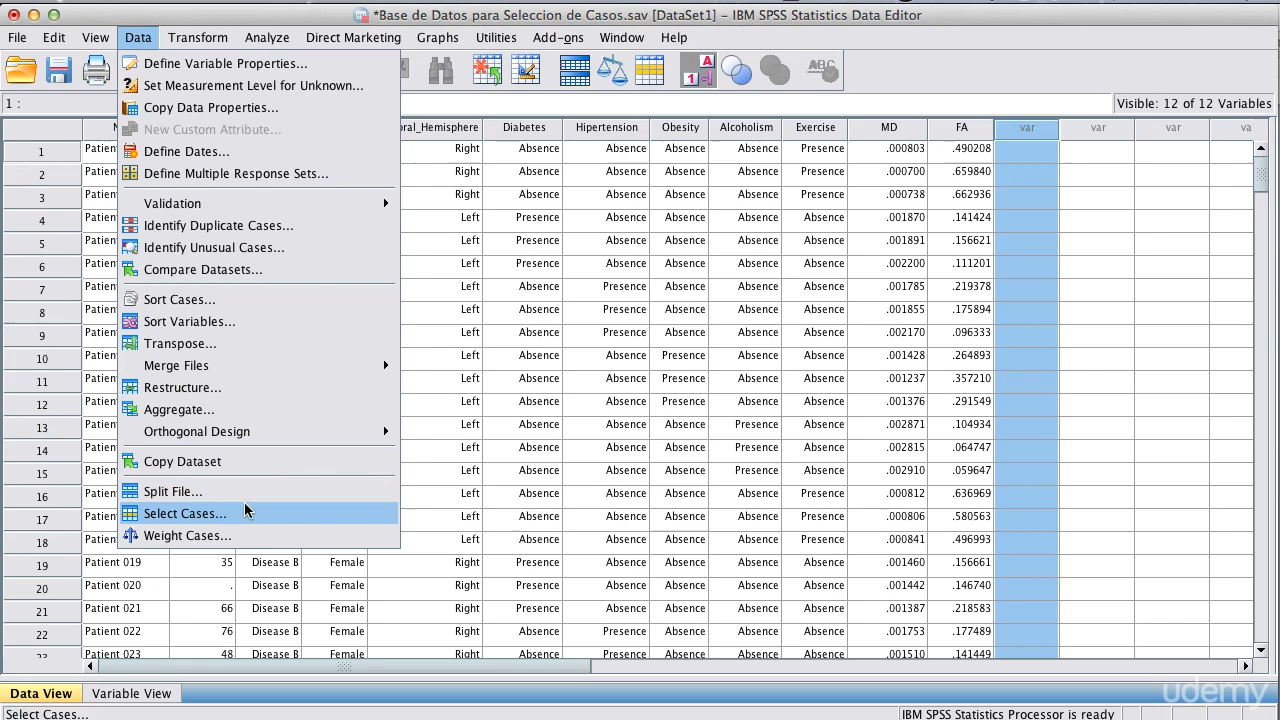 *Base de Datos para Seleccion de Casos.sav [DataSet1] – IBM SPSS Statistics Data Editor
File Edit View Data Transform Analyze Direct Marketing Graphs Utilities Add-ons Window Help
1 : Visible: 12 of 12 Variables
Define Variable Properties...
Set Measurement Level for Unknown...
Copy Data Properties...
New Custom Attribute...
Define Dates...
Define Multiple Response Sets...
Validation
Identify Duplicate Cases...
Identify Unusual Cases...
Compare Datasets...
Sort Cases...
Sort Variables...
Transpose...
Merge Files
Restructure...
Aggregate...
Orthogonal Design
Copy Dataset
Split File...
Select Cases...
Weight Cases...
oral_Hemisphere Diabetes Hipertension Obesity Alcoholism Exercise MD FA var var var va
1 Patien Right Absence Absence Absence Absence Presence .000803 .490208
2 Patien Right Absence Absence Absence Absence Presence .000700 .659840
3 Patien Right Absence Absence Absence Absence Presence .000738 .662936
4 Patien Left Presence Absence Absence Absence Absence .001870 .141424
5 Patien Left Presence Absence Absence Absence Absence .001891 .156621
6 Patien Left Presence Absence Absence Absence Absence .002200 .111201
7 Patien Left Absence Presence Absence Absence Absence .001785 .219378
8 Patien Left Absence Presence Absence Absence Absence .001855 .175894
9 Patien Left Absence Presence Absence Absence Absence .002170 .096333
10 Patien Left Absence Absence Presence Absence Absence .001428 .264893
11 Patien Left Absence Absence Presence Absence Absence .001237 .357210
12 Patien Left Absence Absence Presence Absence Absence .001376 .291549
13 Patien Left Absence Absence Absence Presence Absence .002871 .104934
14 Patien Left Absence Absence Absence Presence Absence .002815 .064747
15 Patien Left Absence Absence Absence Presence Absence .002910 .059647
16 Patien Left Absence Absence Absence Absence Presence .000812 .636969
17 Patien Left Absence Absence Absence Absence Presence .000806 .580563
18 Patien Left Absence Absence Absence Absence Presence .000841 .496993
19 Patient 019 35 Disease B Female Right Presence Absence Absence Absence Absence .001460 .156661
20 Patient 020 . Disease B Female Right Presence Absence Absence Absence Absence .001442 .146740
21 Patient 021 66 Disease B Female Right Presence Absence Absence Absence Absence .001387 .218583
22 Patient 022 76 Disease B Female Right Absence Presence Absence Absence Absence .001753 .177489
23 Patient 023 48 Disease B Female Right Absence Presence Absence Absence Absence .001510 .141449
Data View Variable View
udemy
Select Cases... IBM SPSS Statistics Processor is ready